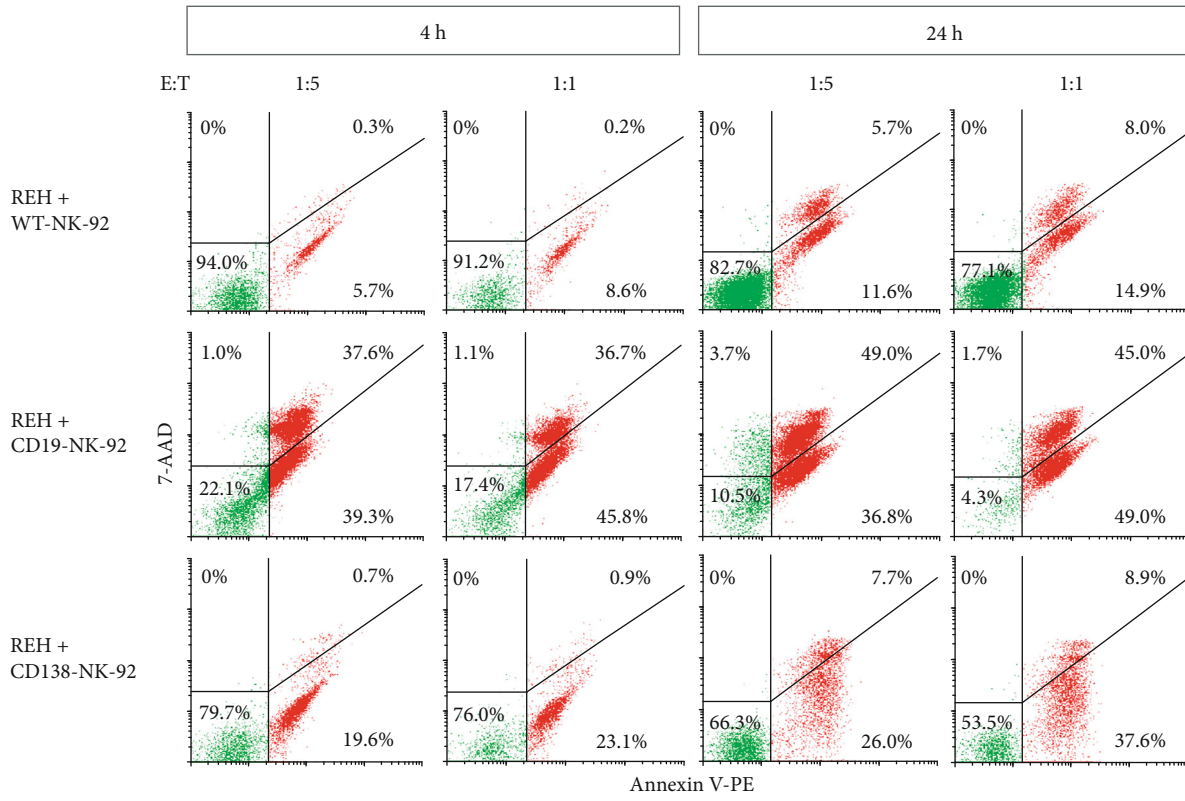 4 h 24 h
E:T 1:5 1:1 1:5 1:1
REH +
WT-NK-92
0% 0.3% 0% 0.2% 0% 5.7% 0% 8.0%
94.0% 91.2% 82.7% 77.1%
5.7% 8.6% 11.6% 14.9%
REH +
CD19-NK-92
1.0% 37.6% 1.1% 36.7% 3.7% 49.0% 1.7% 45.0%
22.1% 17.4% 10.5% 4.3%
39.3% 45.8% 36.8% 49.0%
7-AAD
REH +
CD138-NK-92
0% 0.7% 0% 0.9% 0% 7.7% 0% 8.9%
79.7% 76.0% 66.3% 53.5%
19.6% 23.1% 26.0% 37.6%
Annexin V-PE